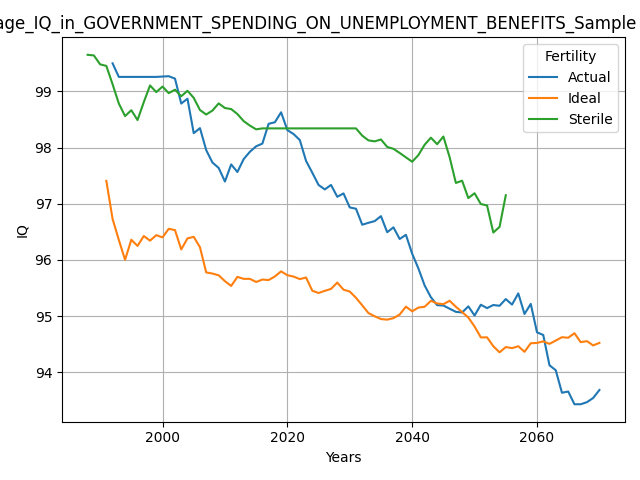 age_IQ_in_GOVERNMENT_SPENDING_ON_UNEMPLOYMENT_BENEFITS_Sample
Fertility
Actual
Ideal
Sterile
99
98
97
96
95
94
IQ
2000
2020
2040
2060
Years